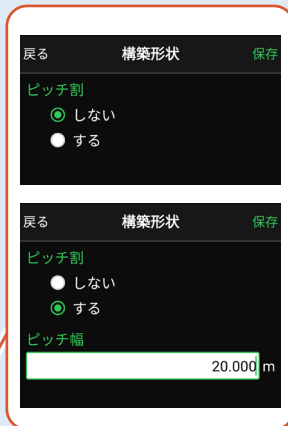 戻る 構築形状 保存
ピッチ割
しない
する
戻る 構築形状 保存
ピッチ割
しない
する
ピッチ幅
20.000 m